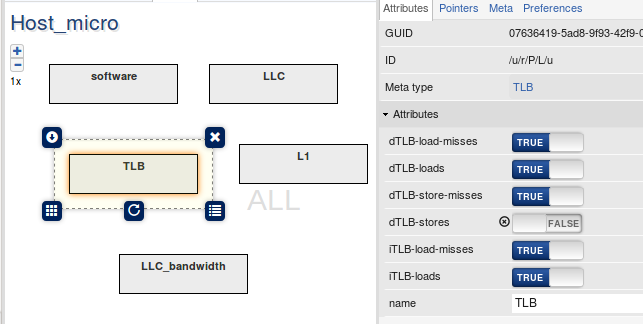 Host_micro
1x
software
LLC
TLB
L1
ALL
LLC_bandwidth
Attributes Pointers Meta Preferences
GUID 07636419-5ad8-9f93-42f9-0
ID /u/r/P/L/u
Meta type TLB
Attributes
dTLB-load-misses TRUE
dTLB-loads TRUE
dTLB-store-misses TRUE
dTLB-stores FALSE
iTLB-load-misses TRUE
iTLB-loads TRUE
name TLB